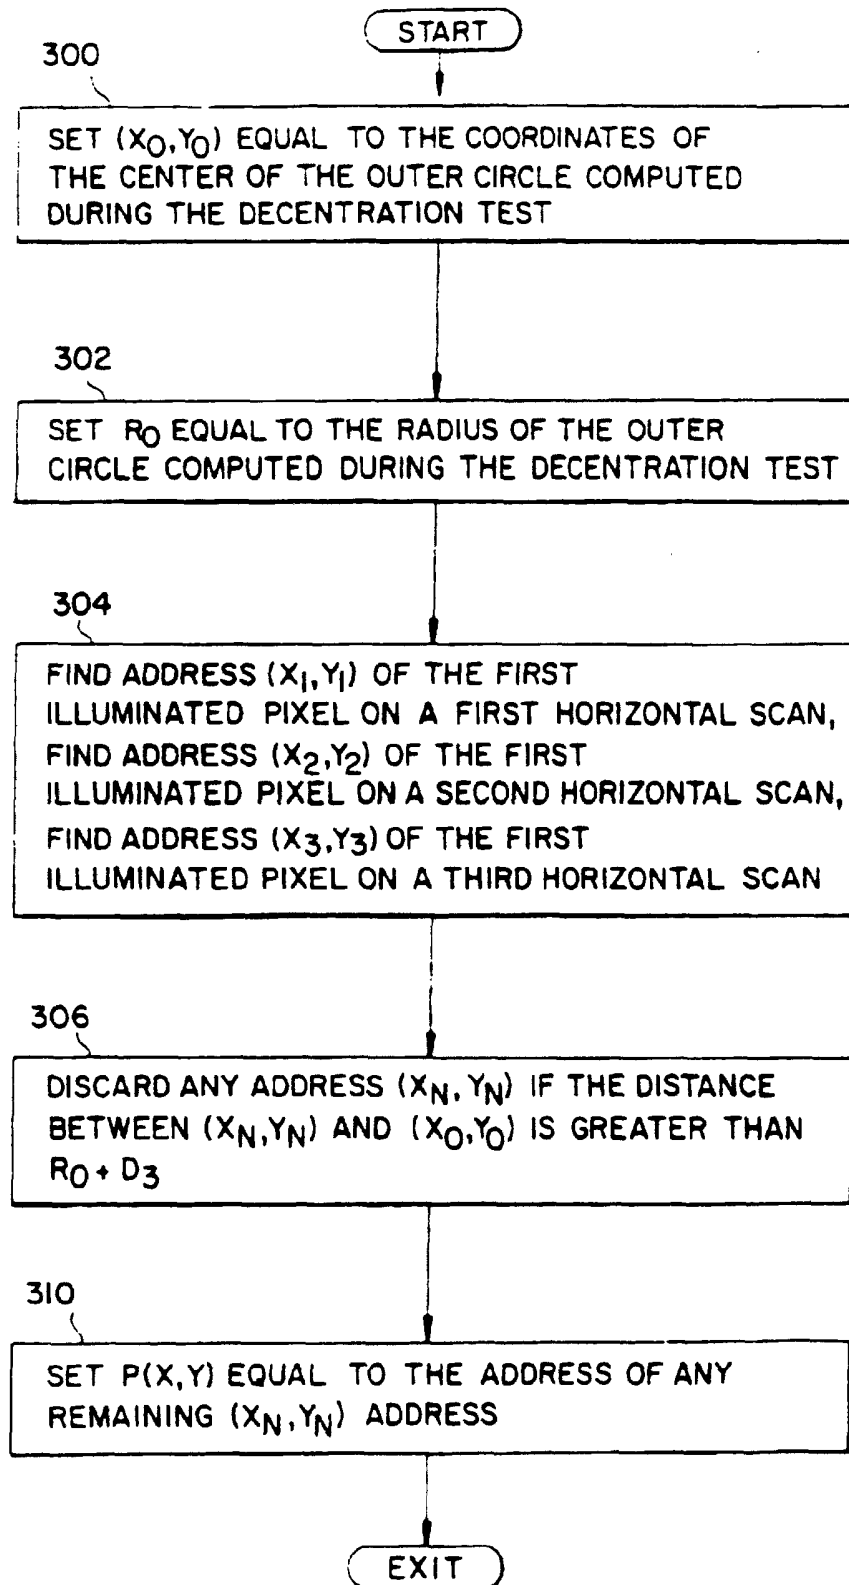 START
300
SET (X0,Y0) EQUAL TO THE COORDINATES OF
THE CENTER OF THE OUTER CIRCLE COMPUTED
DURING THE DECENTRATION TEST
302
SET R0 EQUAL TO THE RADIUS OF THE OUTER
CIRCLE COMPUTED DURING THE DECENTRATION TEST
304
FIND ADDRESS (X1,Y1) OF THE FIRST
ILLUMINATED PIXEL ON A FIRST HORIZONTAL SCAN,
FIND ADDRESS (X2,Y2) OF THE FIRST
ILLUMINATED PIXEL ON A SECOND HORIZONTAL SCAN,
FIND ADDRESS (X3,Y3) OF THE FIRST
ILLUMINATED PIXEL ON A THIRD HORIZONTAL SCAN
306
DISCARD ANY ADDRESS (XN,YN) IF THE DISTANCE
BETWEEN (XN,YN) AND (X0,Y0) IS GREATER THAN
R0 + D3
310
SET P(X,Y) EQUAL TO THE ADDRESS OF ANY
REMAINING (XN,YN) ADDRESS
EXIT